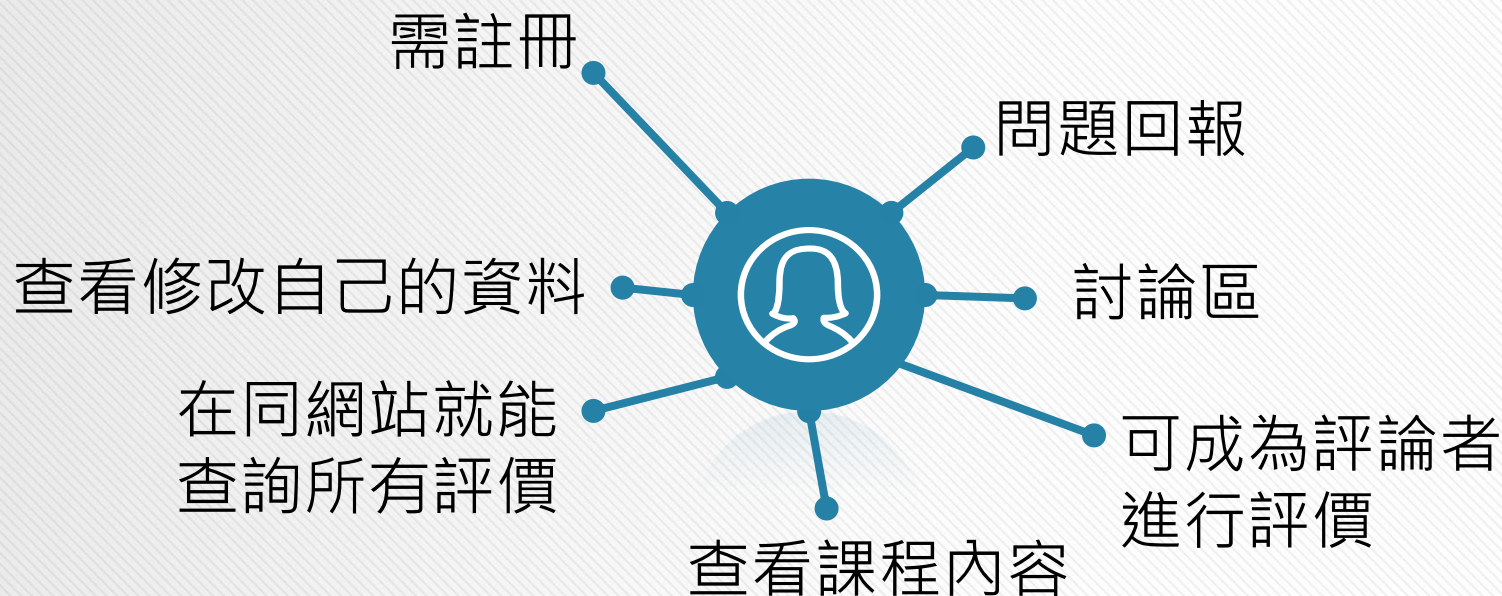 需註冊
問題回報
查看修改自己的資料
討論區
在同網站就能
查詢所有評價
可成為評論者
進行評價
查看課程內容